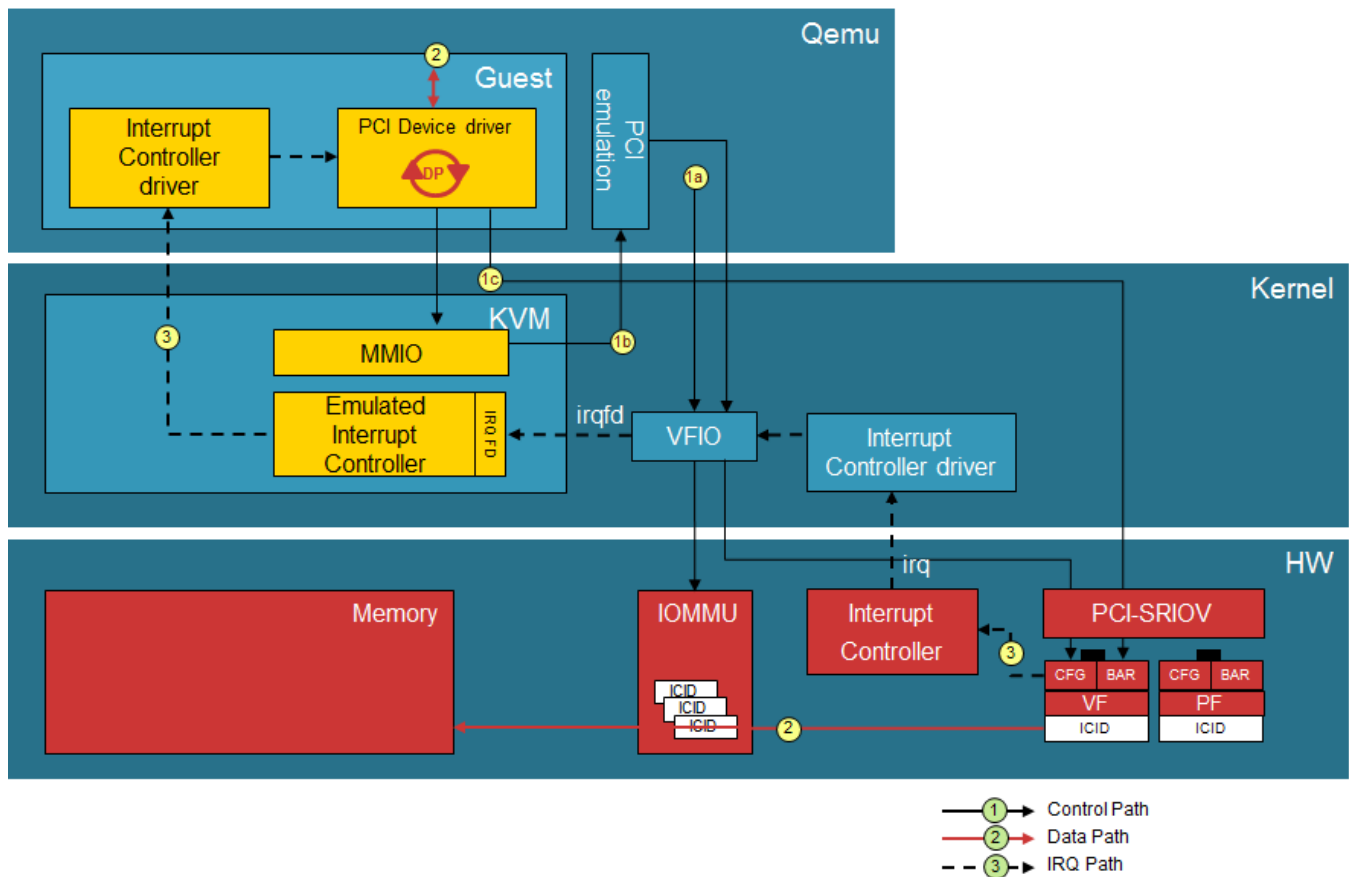 Qemu
2
Guest
Interrupt
Controller
driver
PCI Device driver
DP
PCI
emulation
1a
1c
Kernel
KVM
3
MMIO
1b
Emulated
Interrupt
Controller
IRQ FD
irqfd
VFIO
Interrupt
Controller driver
HW
irq
Memory
IOMMU
Interrupt
Controller
PCI-SRIOV
3
CFG
BAR
CFG
BAR
ICID
ICID
ICID
VF
PF
2
ICID
ICID
1
Control Path
2
Data Path
3
IRQ Path